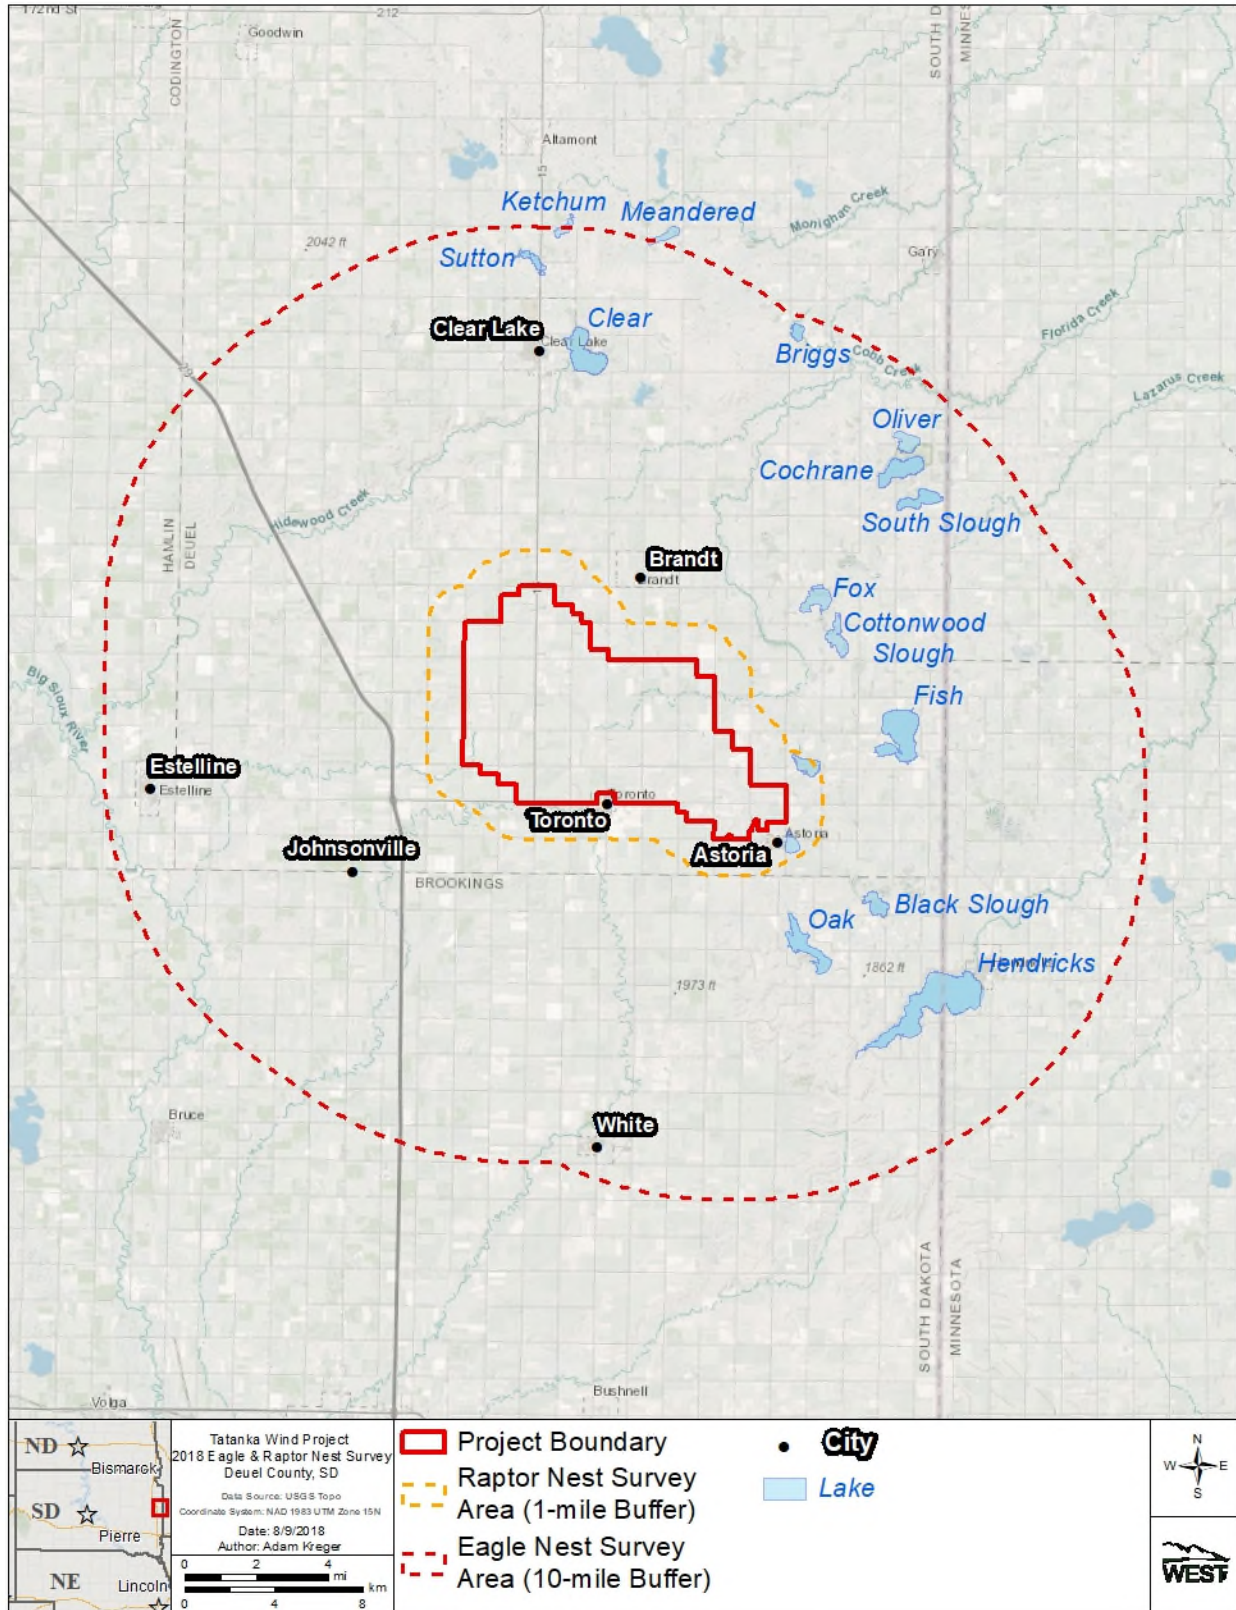 172nd St
212
Goodwin
CODINGTON
SOUTH D
MINNES
Altamont
15
Ketchum
Meandered
Monighan Creek
2042 ft
Sutton
Gary
Clear Lake
Clear
Clear Lake
Florida Creek
Briggs
Cobb Creek
29
Lazarus Creek
Oliver
Cochrane
South Slough
Hidewood Creek
HAMLIN
DEUEL
Brandt
Brandt
Fox
Cottonwood
Slough
Big Sioux River
Fish
Estelline
Estelline
Toronto
Toronto
Johnsonville
Astoria
Astoria
BROOKINGS
Black Slough
Oak
Hendricks
1862 ft
1973 ft
Bruce
White
SOUTH DAKOTA
MINNESOTA
Volga
Bushnell
ND
Bismarck
SD
Pierre
NE
Lincoln
Tatanka Wind Project
2018 Eagle & Raptor Nest Survey
Deuel County, SD
Data Source: USGS Topo
Coordinate System: NAD 1983 UTM Zone 15N
Date: 8/9/2018
Author: Adam Kreger
0 2 4
mi
km
0 4 8
Project Boundary
Raptor Nest Survey
Area (1-mile Buffer)
Eagle Nest Survey
Area (10-mile Buffer)
City
Lake
N
W E
S
WEST